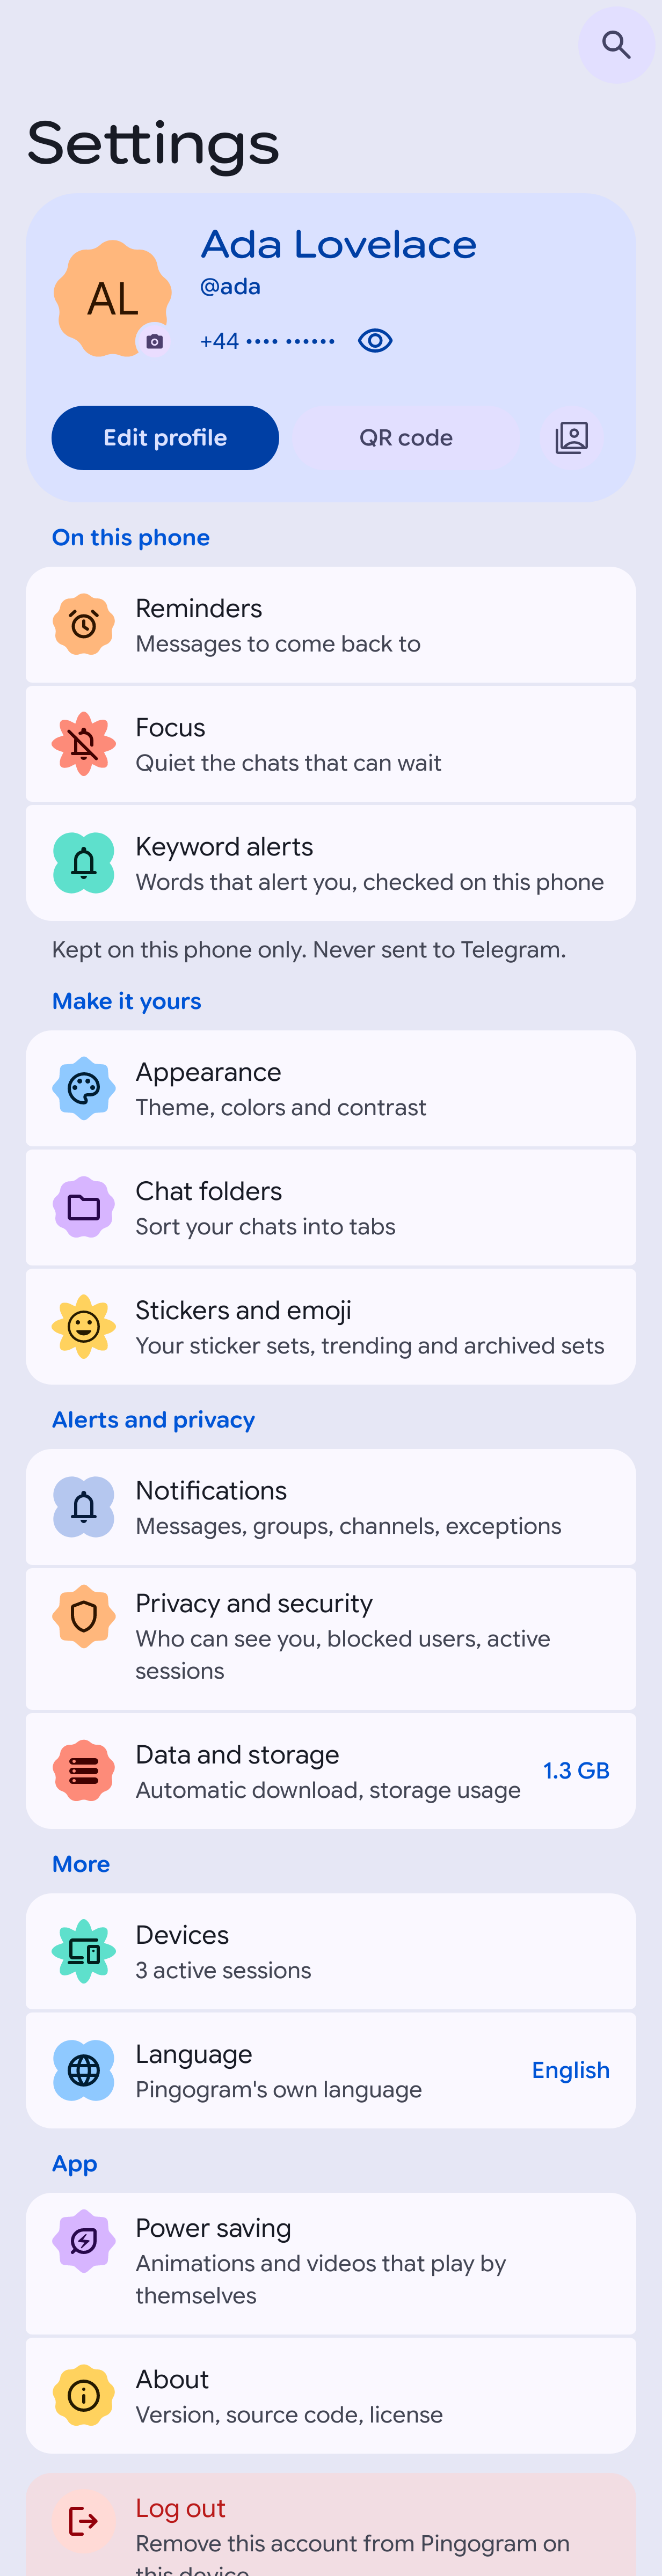 Settings
AL
Ada Lovelace
@ada
+44 •••• ••••••
Edit profile
QR code
On this phone
Reminders
Messages to come back to
Focus
Quiet the chats that can wait
Keyword alerts
Words that alert you, checked on this phone
Kept on this phone only. Never sent to Telegram.
Make it yours
Appearance
Theme, colors and contrast
Chat folders
Sort your chats into tabs
Stickers and emoji
Your sticker sets, trending and archived sets
Alerts and privacy
Notifications
Messages, groups, channels, exceptions
Privacy and security
Who can see you, blocked users, active
sessions
Data and storage
Automatic download, storage usage
1.3 GB
More
Devices
3 active sessions
Language
Pingogram's own language
English
App
Power saving
Animations and videos that play by
themselves
About
Version, source code, license
Log out
Remove this account from Pingogram on
this device